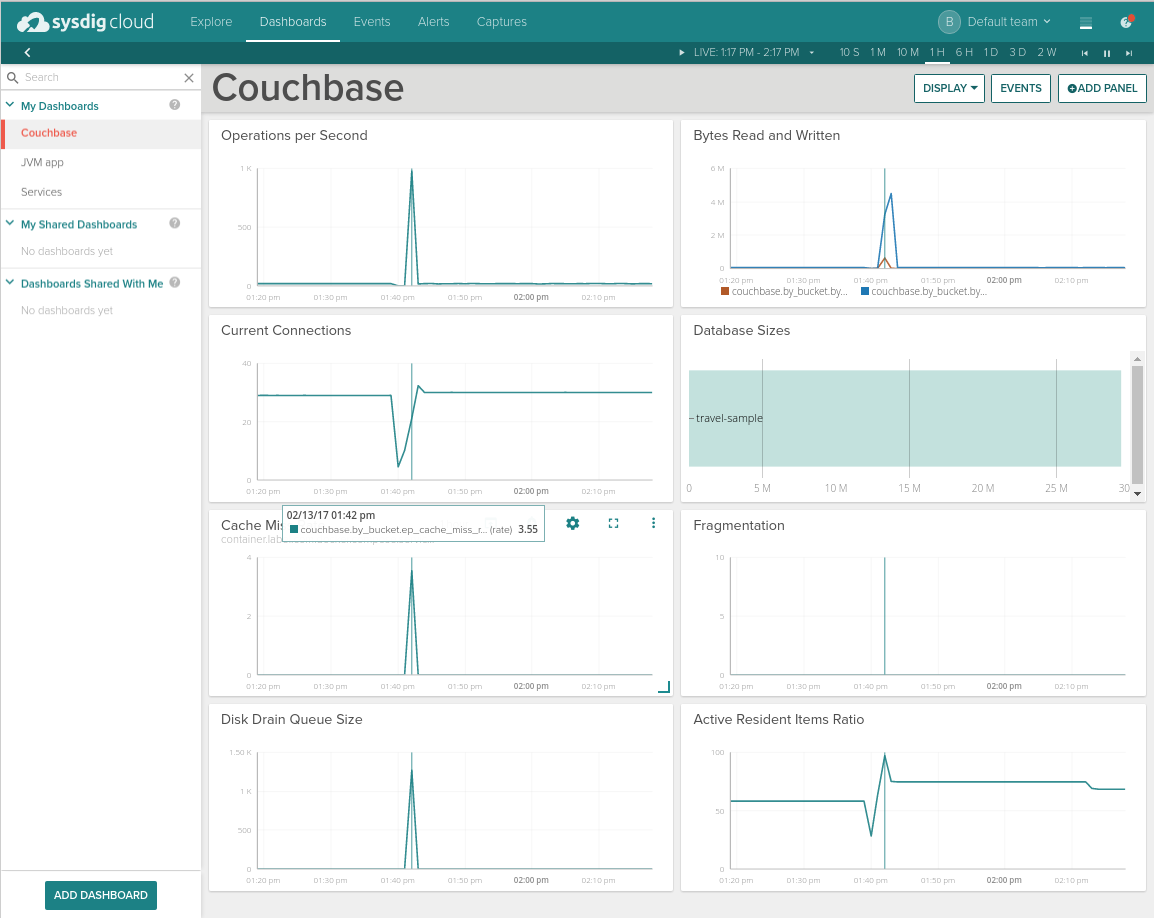 sysdig cloud
Explore Dashboards Events Alerts Captures
B Default team
LIVE: 1:17 PM - 2:17 PM 10 S 1 M 10 M 1 H 6 H 1 D 3 D 2 W
Search
My Dashboards ?
Couchbase
JVM app
Services
My Shared Dashboards ?
No dashboards yet
Dashboards Shared With Me ?
No dashboards yet
ADD DASHBOARD
Couchbase
DISPLAY EVENTS ADD PANEL
Operations per Second
1 K
500
0
01:20 pm 01:30 pm 01:40 pm 01:50 pm 02:00 pm 02:10 pm
Bytes Read and Written
6 M
4 M
2 M
0
01:20 pm 01:30 pm 01:40 pm 01:50 pm 02:00 pm 02:10 pm
couchbase.by_bucket.by... couchbase.by_bucket.by...
Current Connections
40
20
0
01:20 pm 01:30 pm 01:40 pm 01:50 pm 02:00 pm 02:10 pm
Database Sizes
travel-sample
0 5 M 10 M 15 M 20 M 25 M 30
Cache Mis
02/13/17 01:42 pm
couchbase.by_bucket.ep_cache_miss_r... (rate) 3.55
4
2
0
01:20 pm 01:30 pm 01:40 pm 01:50 pm 02:00 pm 02:10 pm
Fragmentation
10
5
0
01:20 pm 01:30 pm 01:40 pm 01:50 pm 02:00 pm 02:10 pm
Disk Drain Queue Size
1.50 K
1 K
500
0
01:20 pm 01:30 pm 01:40 pm 01:50 pm 02:00 pm 02:10 pm
Active Resident Items Ratio
100
50
0
01:20 pm 01:30 pm 01:40 pm 01:50 pm 02:00 pm 02:10 pm